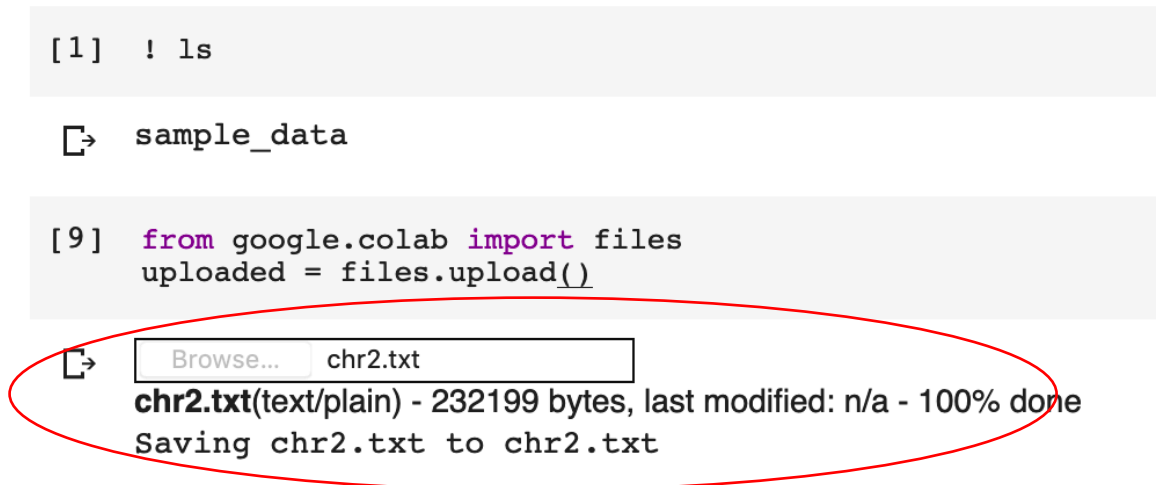 [1] ! ls
sample_data
[9] from google.colab import files
uploaded = files.upload()
Browse... chr2.txt
chr2.txt(text/plain) - 232199 bytes, last modified: n/a - 100% done
Saving chr2.txt to chr2.txt